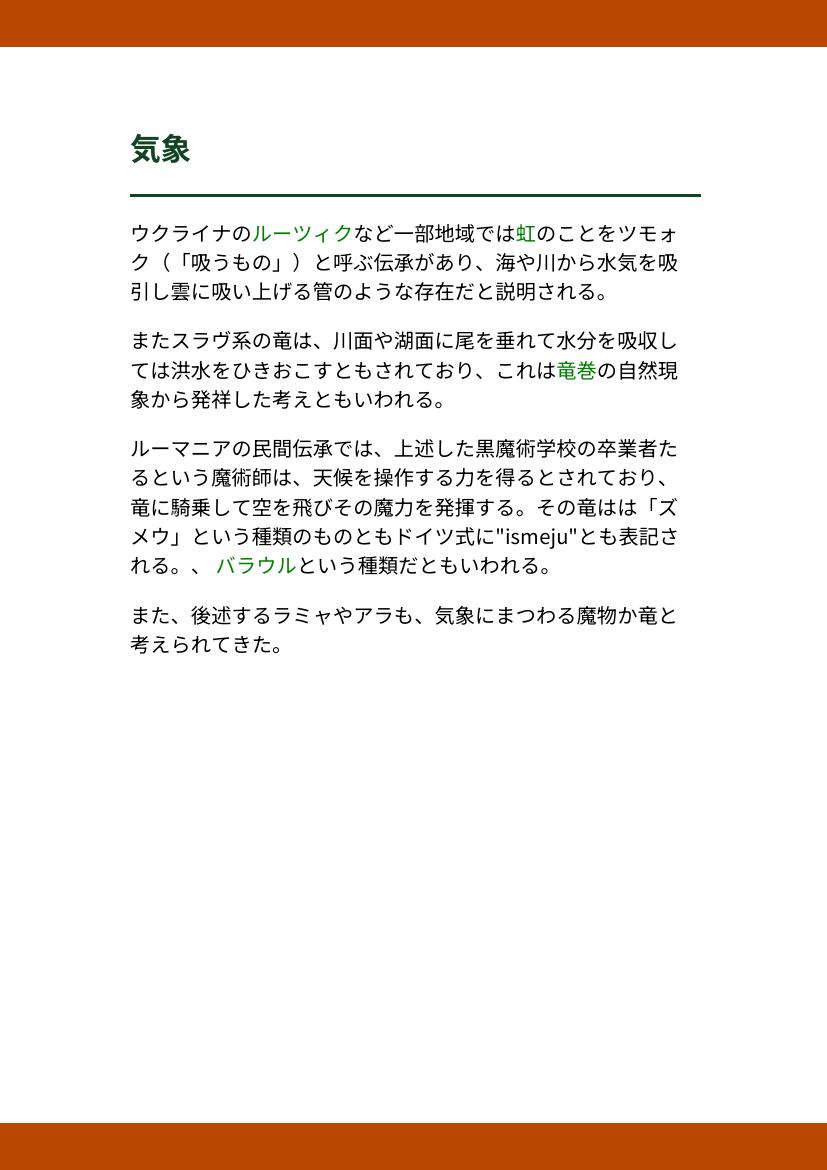 気象
ウクライナのルーツィクなど一部地域では虹のことをツモォ
ク（「吸うもの」）と呼ぶ伝承があり、海や川から水気を吸
引し雲に吸い上げる管のような存在だと説明される。
またスラヴ系の竜は、川面や湖面に尾を垂れて水分を吸収し
ては洪水をひきおこすともされており、これは竜巻の自然現
象から発祥した考えともいわれる。
ルーマニアの民間伝承では、上述した黒魔術学校の卒業者た
るという魔術師は、天候を操作する力を得るとされており、
竜に騎乗して空を飛びその魔力を発揮する。その竜はは「ズ
メウ」という種類のものともドイツ式に"ismeju"とも表記さ
れる。、 バラウルという種類だともいわれる。
また、後述するラミャやアラも、気象にまつわる魔物か竜と
考えられてきた。